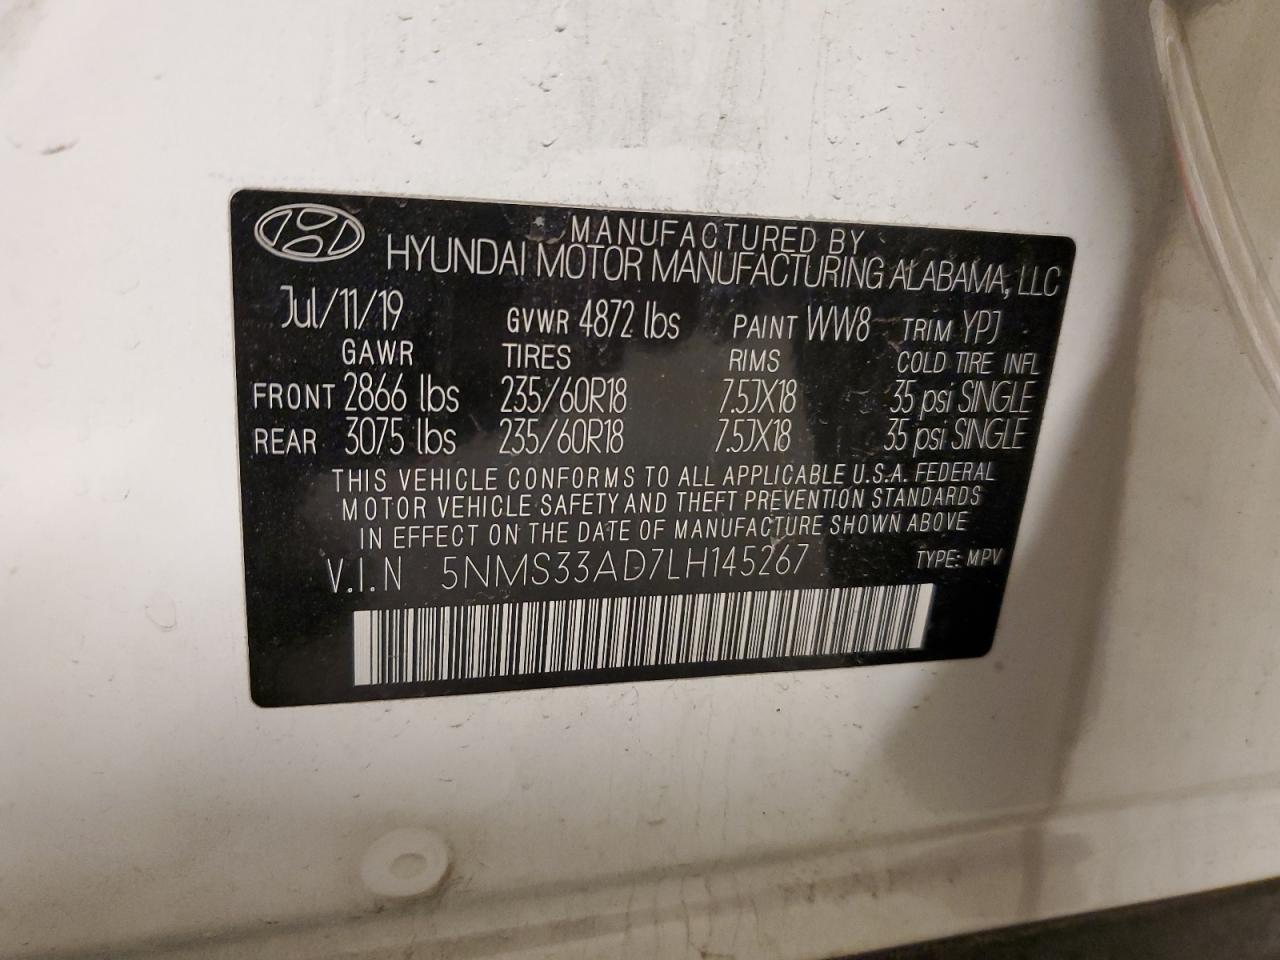 MANUFACTURED BY
HYUNDAI MOTOR MANUFACTURING ALABAMA, LLC
Jul/11/19 GVWR 4872 lbs PAINT WW8 TRIM YPJ
GAWR TIRES RIMS COLD TIRE INFL
FRONT 2866 lbs 235/60R18 7.5JX18 35 psi SINGLE
REAR 3075 lbs 235/60R18 7.5JX18 35 psi SINGLE
THIS VEHICLE CONFORMS TO ALL APPLICABLE U.S.A. FEDERAL
MOTOR VEHICLE SAFETY AND THEFT PREVENTION STANDARDS
IN EFFECT ON THE DATE OF MANUFACTURE SHOWN ABOVE
V.I.N 5NMS33AD7LH145267 TYPE: MPV